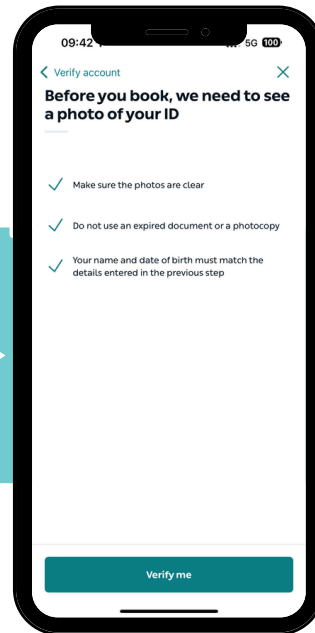 09:42
5G 100
Verify account
Before you book, we need to see
a photo of your ID
Make sure the photos are clear
Do not use an expired document or a photocopy
Your name and date of birth must match the
details entered in the previous step
Verify me